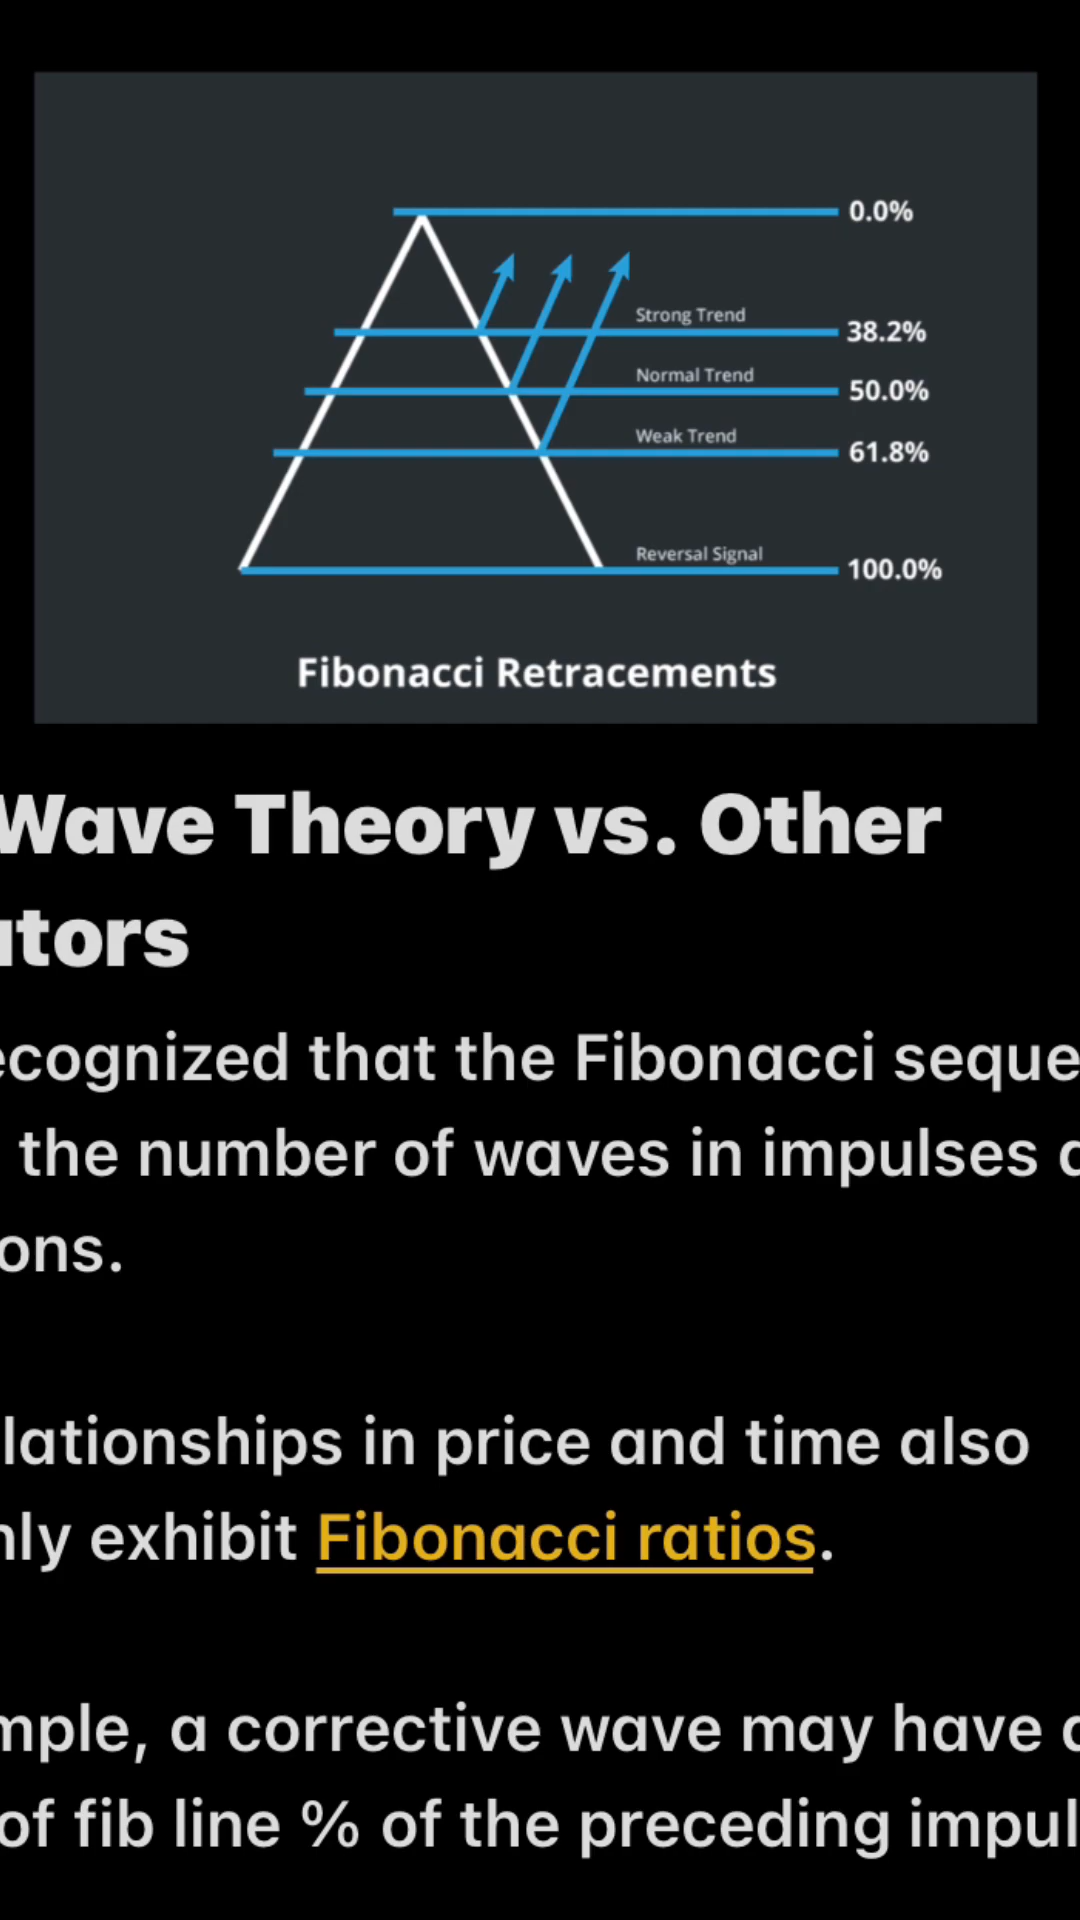 0.0%
Strong Trend
38.2%
Normal Trend
50.0%
Weak Trend
61.8%
Reversal Signal
100.0%
Fibonacci Retracements
Wave Theory vs. Other
ators
ecognized that the Fibonacci seque
the number of waves in impulses a
ons.
lationships in price and time also
nly exhibit Fibonacci ratios.
mple, a corrective wave may have a
of fib line % of the preceding impul